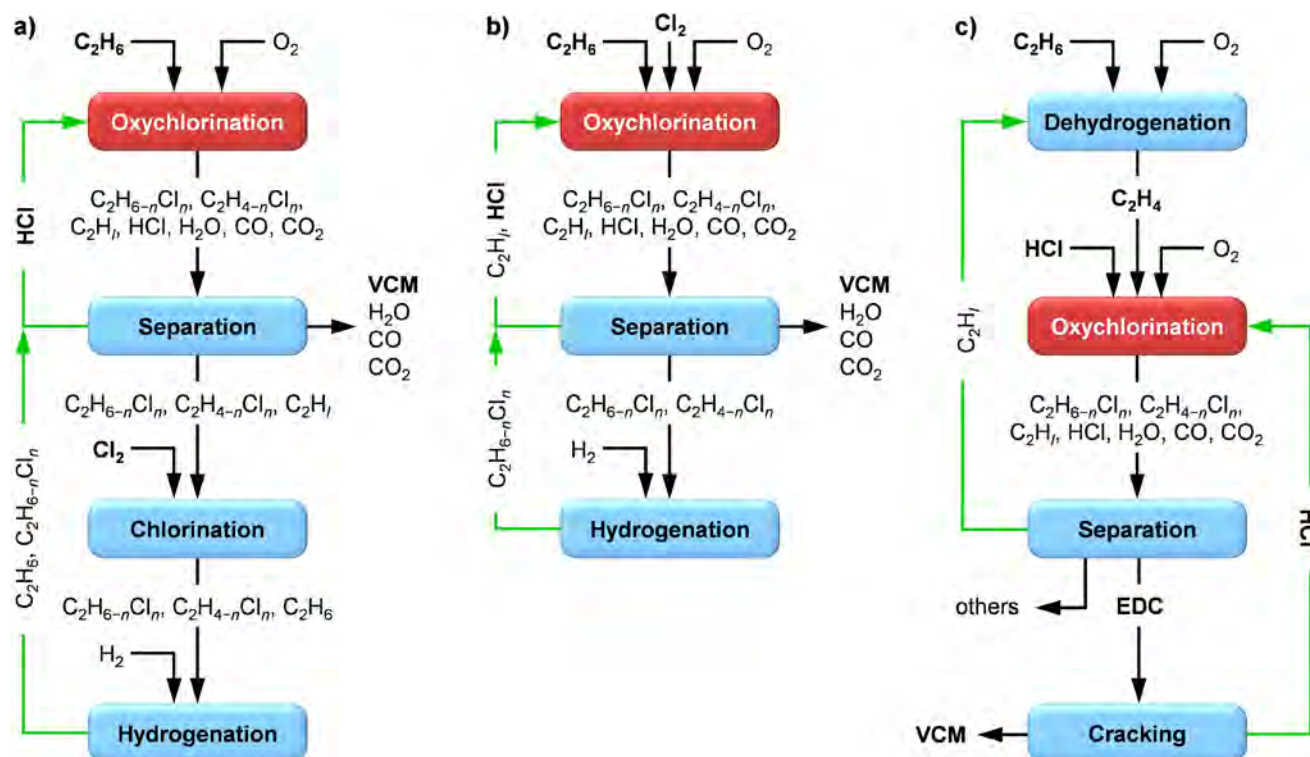 a)
C₂H₆
O₂
Oxychlorination
C₂H₆₋ₙClₙ, C₂H₄₋ₙClₙ,
C₂Hₗ, HCl, H₂O, CO, CO₂
HCl
Separation
VCM
H₂O
CO
CO₂
C₂H₆₋ₙClₙ, C₂H₄₋ₙClₙ, C₂Hₗ
Cl₂
Chlorination
C₂H₆, C₂H₆₋ₙClₙ
C₂H₆₋ₙClₙ, C₂H₄₋ₙClₙ, C₂H₆
H₂
Hydrogenation
b)
C₂H₆
Cl₂
O₂
Oxychlorination
C₂H₆₋ₙClₙ, C₂H₄₋ₙClₙ,
C₂Hₗ, HCl, H₂O, CO, CO₂
C₂Hₗ, HCl
Separation
VCM
H₂O
CO
CO₂
C₂H₆₋ₙClₙ, C₂H₄₋ₙClₙ
C₂H₆₋ₙClₙ
H₂
Hydrogenation
c)
C₂H₆
O₂
Dehydrogenation
C₂H₄
HCl
O₂
Oxychlorination
C₂Hₗ
C₂H₆₋ₙClₙ, C₂H₄₋ₙClₙ,
C₂Hₗ, HCl, H₂O, CO, CO₂
Separation
HCl
others
EDC
VCM
Cracking